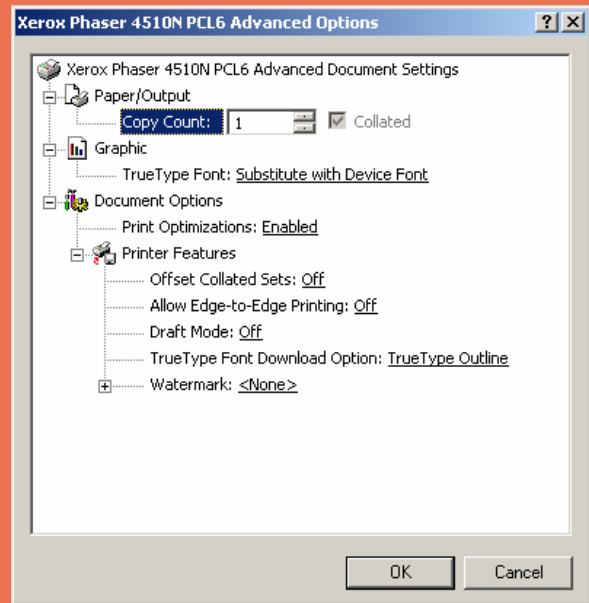 Xerox Phaser 4510N PCL6 Advanced Options
Xerox Phaser 4510N PCL6 Advanced Document Settings
Paper/Output
Copy Count: 1 Collated
Graphic
TrueType Font: Substitute with Device Font
Document Options
Print Optimizations: Enabled
Printer Features
Offset Collated Sets: Off
Allow Edge-to-Edge Printing: Off
Draft Mode: Off
TrueType Font Download Option: TrueType Outline
Watermark: <None>
OK Cancel